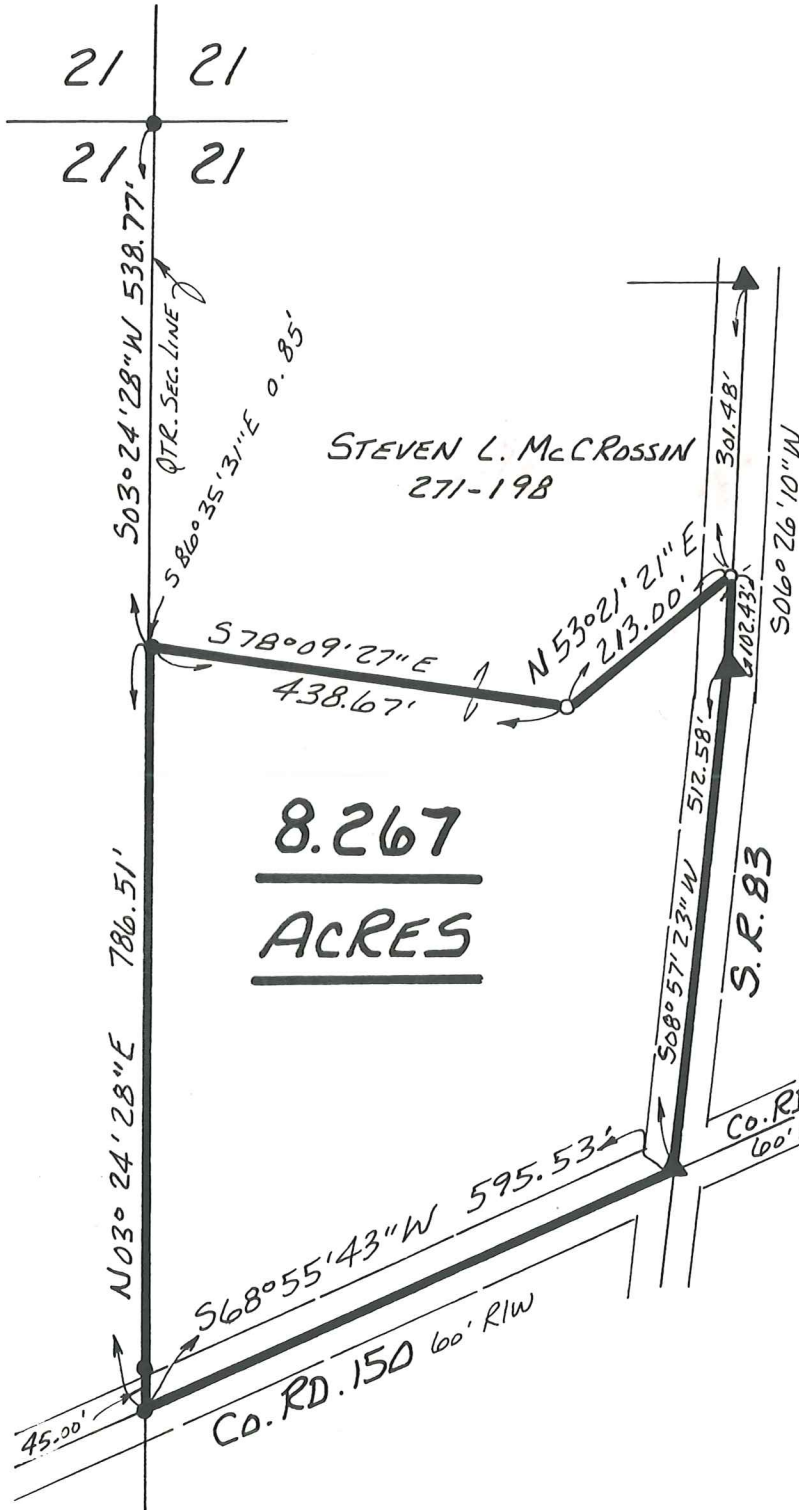 21 21
21 21
S03°24'28"W 538.77'
QTR. SEC. LINE
S86°35'31"E 0.85'
STEVEN L. McCROSSIN
271-198
301.48'
S06°26'10"W
S78°09'27"E
438.67'
N53°21'21"E
213.00'
102.43'
512.58'
S08°57'23"W
S.R. 83
8.267
ACRES
N03°24'28"E 786.51'
S68°55'43"W 595.53'
Co. RD. 150 60' R/W
45.00'
Co. RD
60'